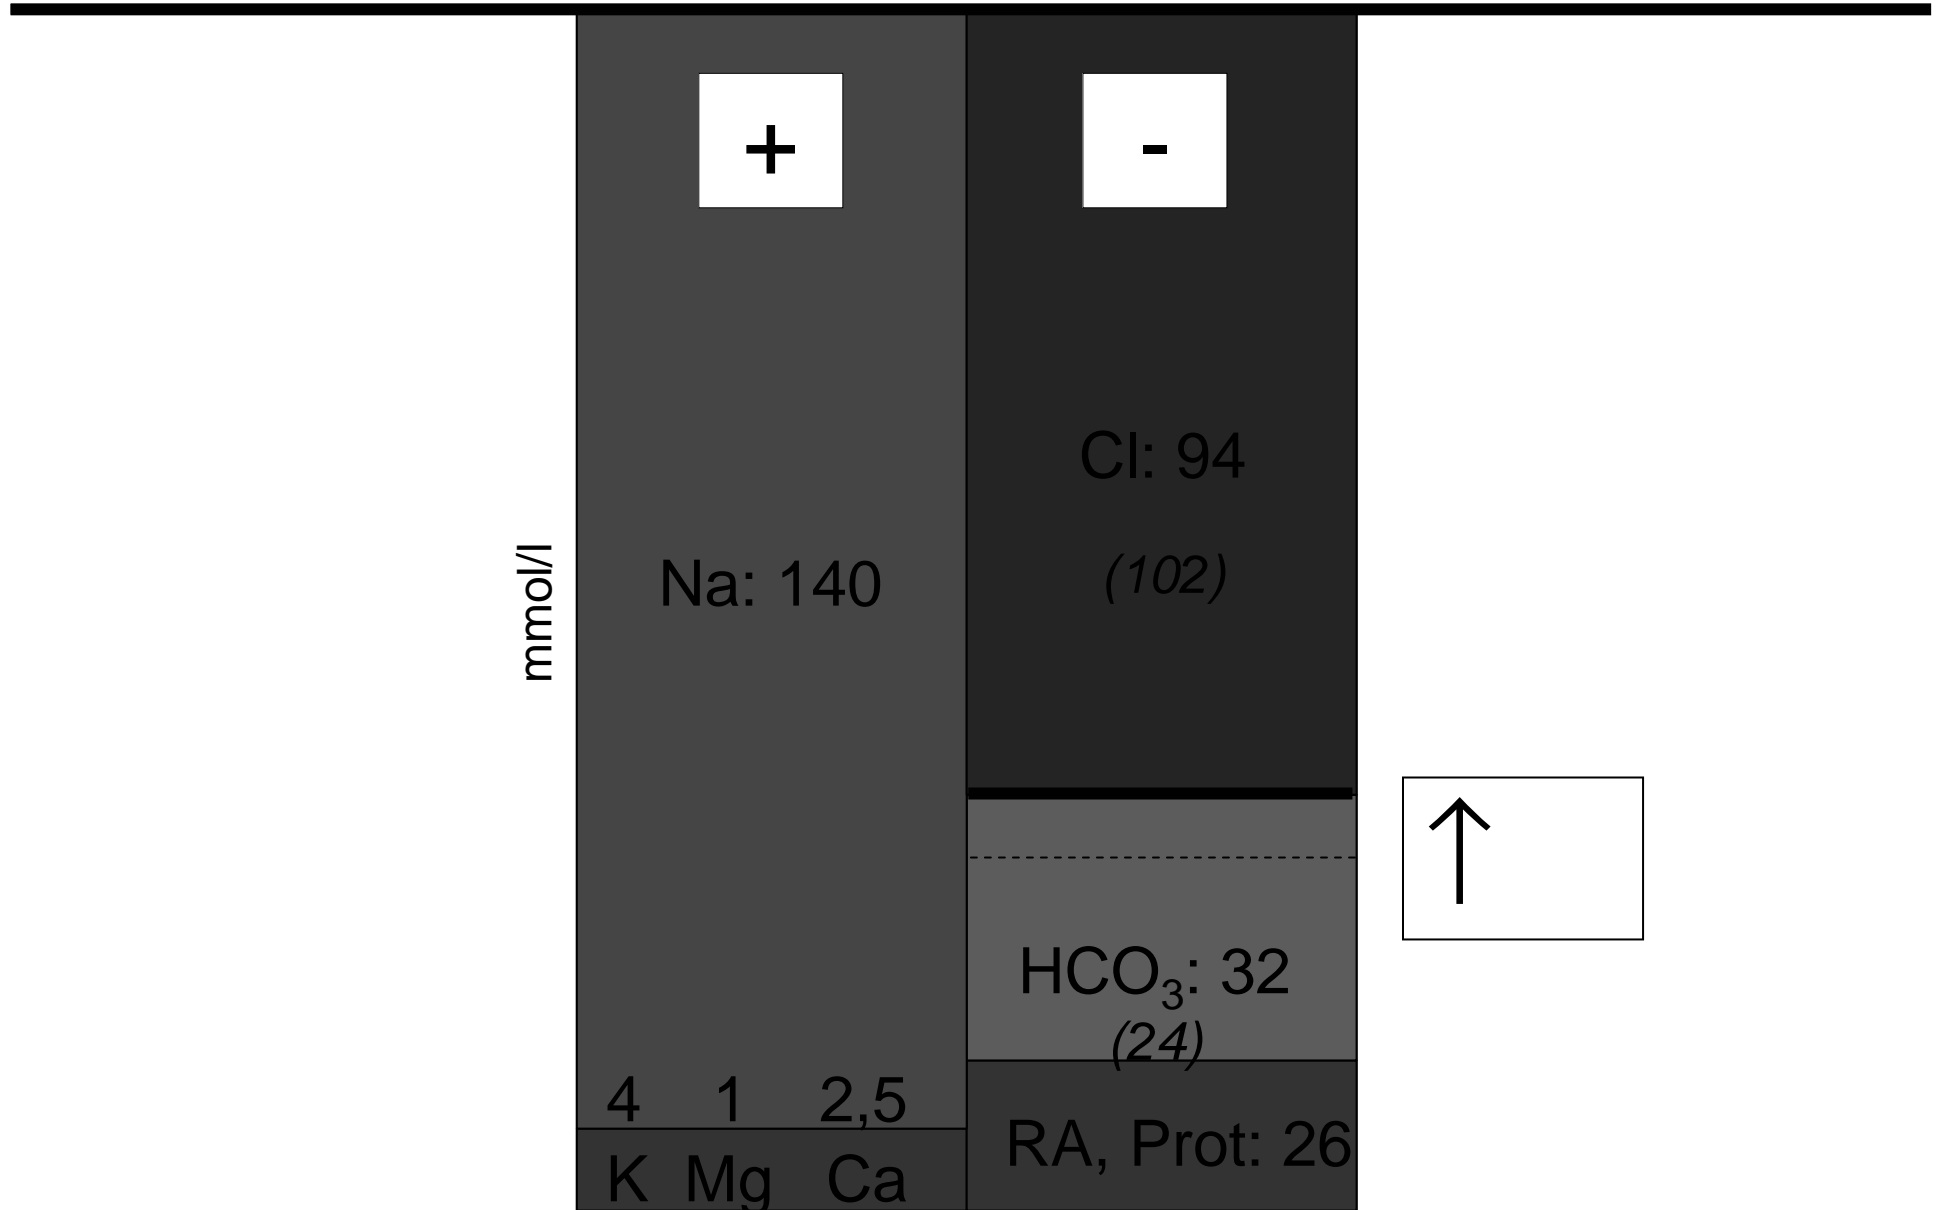 +
-
Cl: 94
(102)
Na: 140
mmol/l
HCO₃: 32
(24)
4 1 2,5
K Mg Ca
RA, Prot: 26